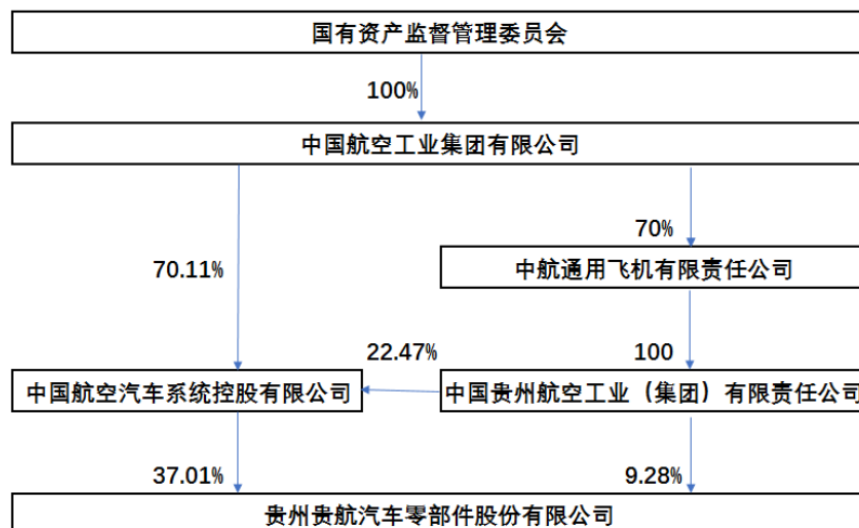 国有资产监督管理委员会
100%
中国航空工业集团有限公司
70%
70.11%
中航通用飞机有限责任公司
22.47%
100
中国航空汽车系统控股有限公司
中国贵州航空工业（集团）有限责任公司
37.01%
9.28%
贵州贵航汽车零部件股份有限公司